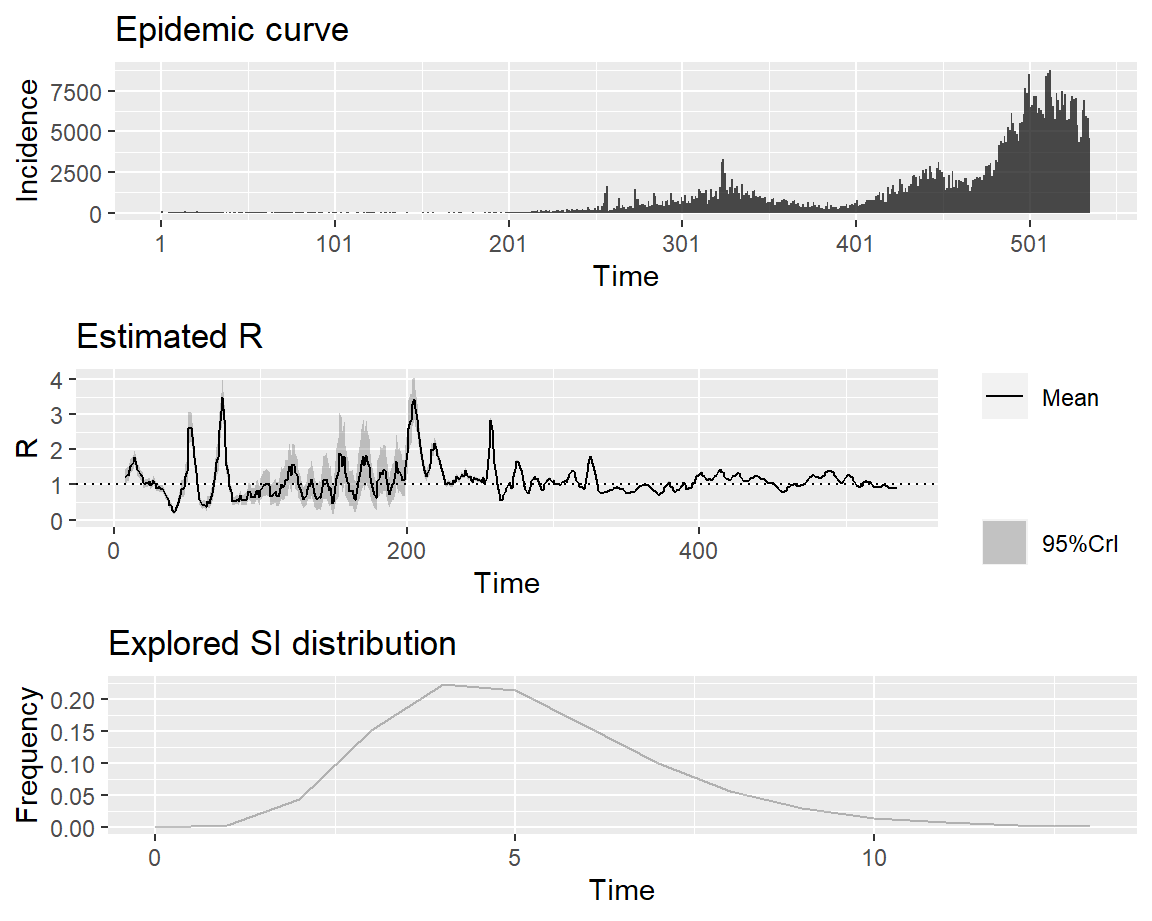 Epidemic curve
Incidence
7500
5000
2500
0
1 101 201 301 401 501
Time
Estimated R
R
4
3
2
1
0
0 200 400
Time
Mean
95%CrI
Explored SI distribution
Frequency
0.20
0.15
0.10
0.05
0.00
0 5 10
Time